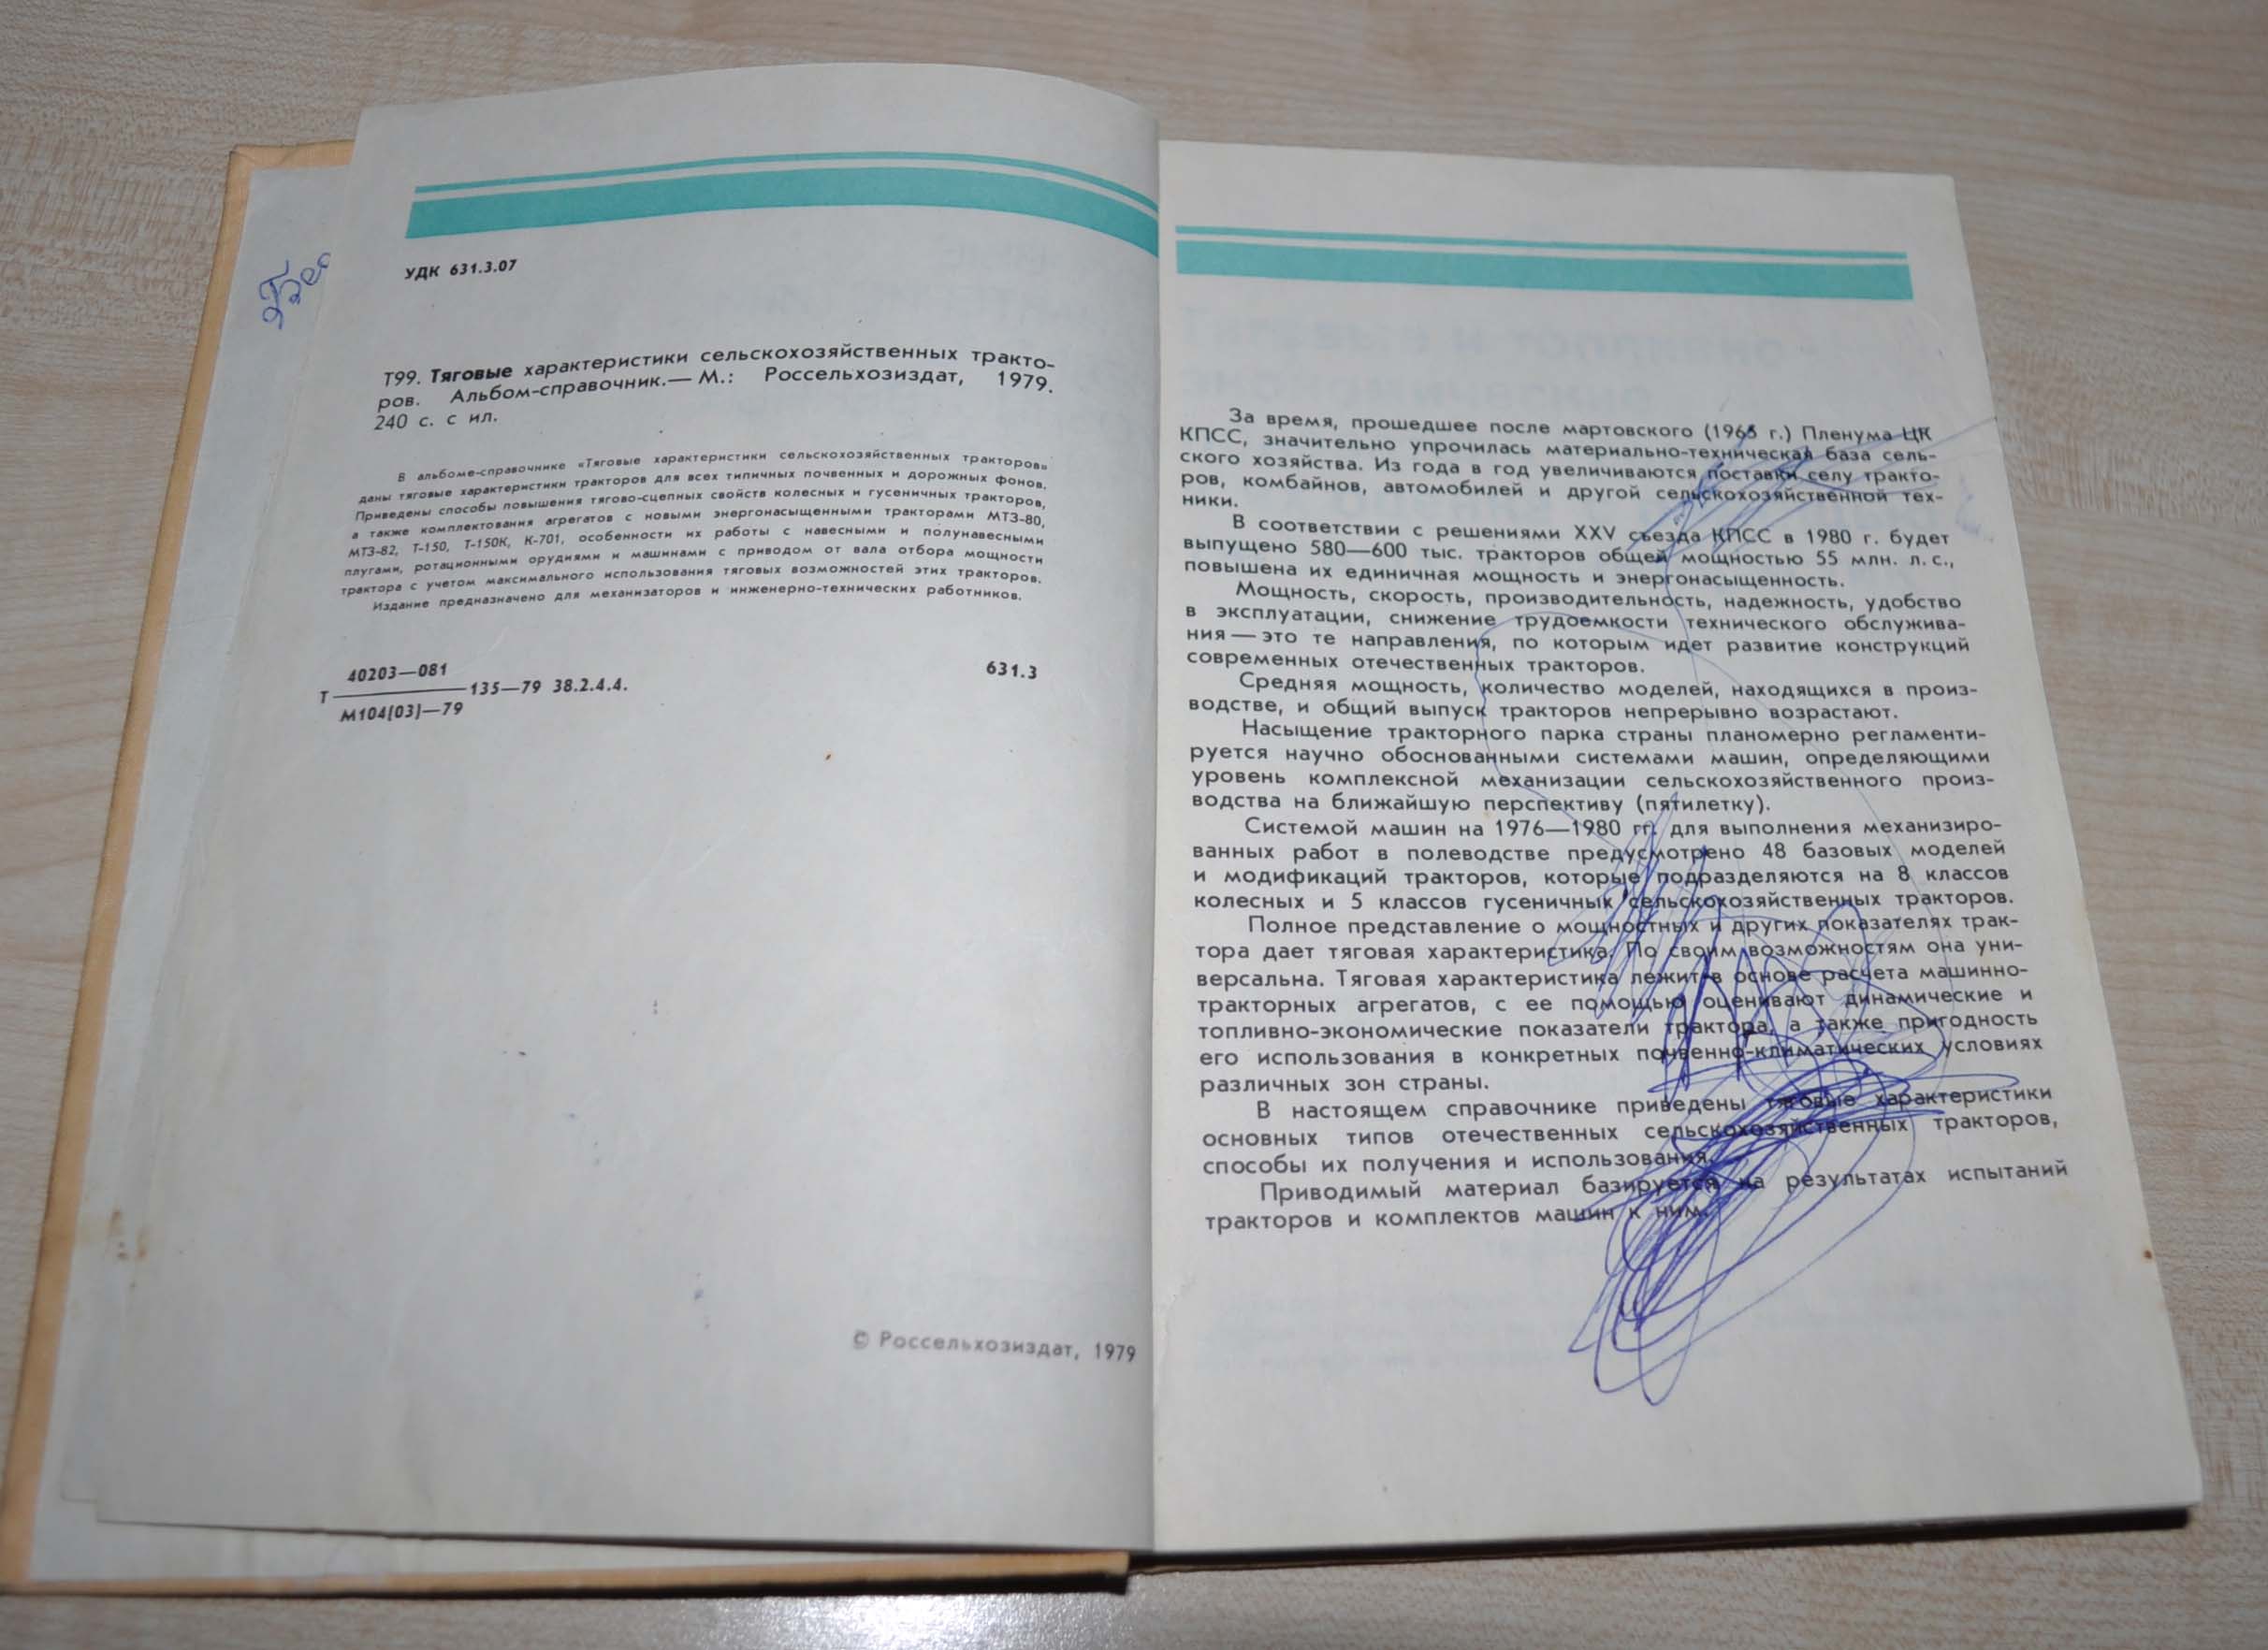 УДК 631.3.07
Т99. Тяговые характеристики сельскохозяйственных тракто-
ров. Альбом-справочник.— М.: Россельхозиздат, 1979.
240 с. с ил.
В альбоме-справочнике «Тяговые характеристики сельскохозяйственных тракторов»
даны тяговые характеристики тракторов для всех типичных почвенных и дорожных фонов.
Приведены способы повышения тягово-сцепных свойств колесных и гусеничных тракторов,
а также комплектования агрегатов с новыми энергонасыщенными тракторами МТЗ-80,
МТЗ-82, Т-150, Т-150К, К-701, особенности их работы с навесными и полунавесными
плугами, ротационными орудиями и машинами с приводом от вала отбора мощности
трактора с учетом максимального использования тяговых возможностей этих тракторов.
Издание предназначено для механизаторов и инженерно-технических работников.
40203—081
Т 135—79 38.2.4.4.
М104(03)—79
631.3
© Россельхозиздат, 1979
За время, прошедшее после мартовского (1965 г.) Пленума ЦК
КПСС, значительно упрочилась материально-техническая база сель-
ского хозяйства. Из года в год увеличиваются поставки селу тракто-
ров, комбайнов, автомобилей и другой сельскохозяйственной тех-
ники.
В соответствии с решениями XXV съезда КПСС в 1980 г. будет
выпущено 580—600 тыс. тракторов общей мощностью 55 млн. л. с.,
повышена их единичная мощность и энергонасыщенность.
Мощность, скорость, производительность, надежность, удобство
в эксплуатации, снижение трудоемкости технического обслужива-
ния — это те направления, по которым идет развитие конструкций
современных отечественных тракторов.
Средняя мощность, количество моделей, находящихся в произ-
водстве, и общий выпуск тракторов непрерывно возрастают.
Насыщение тракторного парка страны планомерно регламенти-
руется научно обоснованными системами машин, определяющими
уровень комплексной механизации сельскохозяйственного произ-
водства на ближайшую перспективу (пятилетку).
Системой машин на 1976—1980 гг. для выполнения механизиро-
ванных работ в полеводстве предусмотрено 48 базовых моделей
и модификаций тракторов, которые подразделяются на 8 классов
колесных и 5 классов гусеничных сельскохозяйственных тракторов.
Полное представление о мощностных и других показателях трак-
тора дает тяговая характеристика. По своим возможностям она уни-
версальна. Тяговая характеристика лежит в основе расчета машинно-
тракторных агрегатов, с ее помощью оценивают динамические и
топливно-экономические показатели трактора, а также пригодность
его использования в конкретных почвенно-климатических условиях
различных зон страны.
В настоящем справочнике приведены тяговые характеристики
основных типов отечественных сельскохозяйственных тракторов,
способы их получения и использования.
Приводимый материал базируется на результатах испытаний
тракторов и комплектов машин к ним.